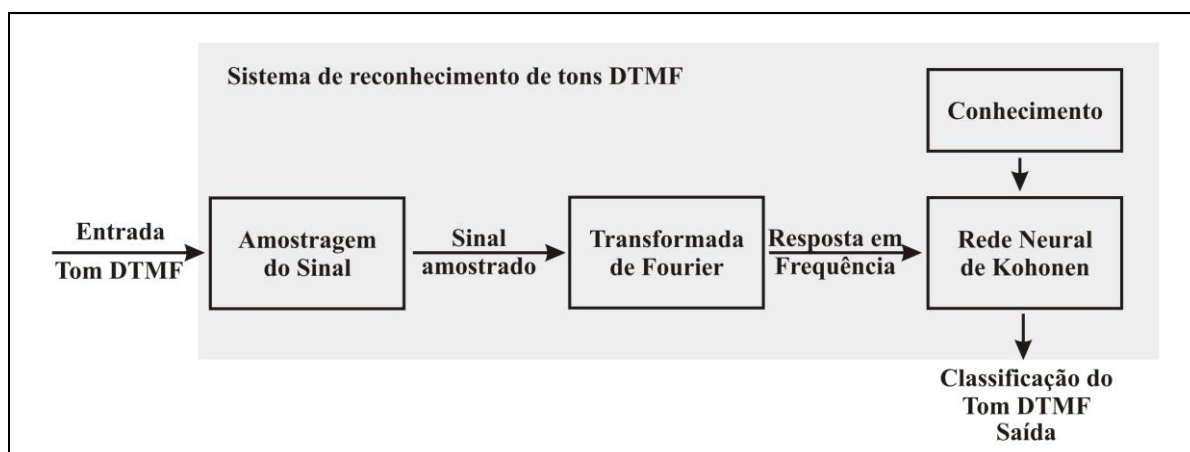 Sistema de reconhecimento de tons DTMF
Conhecimento
Entrada
Tom DTMF
Amostragem
do Sinal
Sinal
amostrado
Transformada
de Fourier
Resposta em
Frequência
Rede Neural
de Kohonen
Classificação do
Tom DTMF
Saída